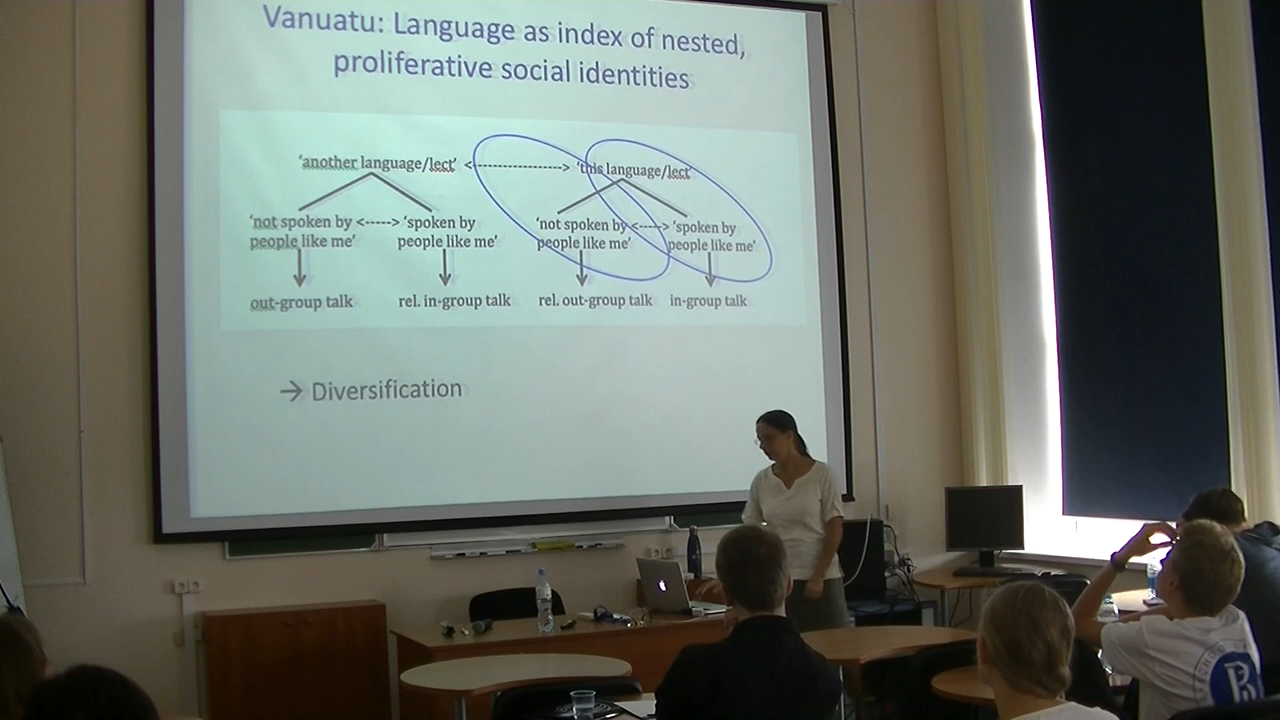 Vanuatu: Language as index of nested,
proliferative social identities
'another language/lect' <----------------> 'this language/lect'
'not spoken by <-----> 'spoken by 'not spoken by <-----> 'spoken by
people like me' people like me' people like me' people like me'
out-group talk rel. in-group talk rel. out-group talk in-group talk
→ Diversification